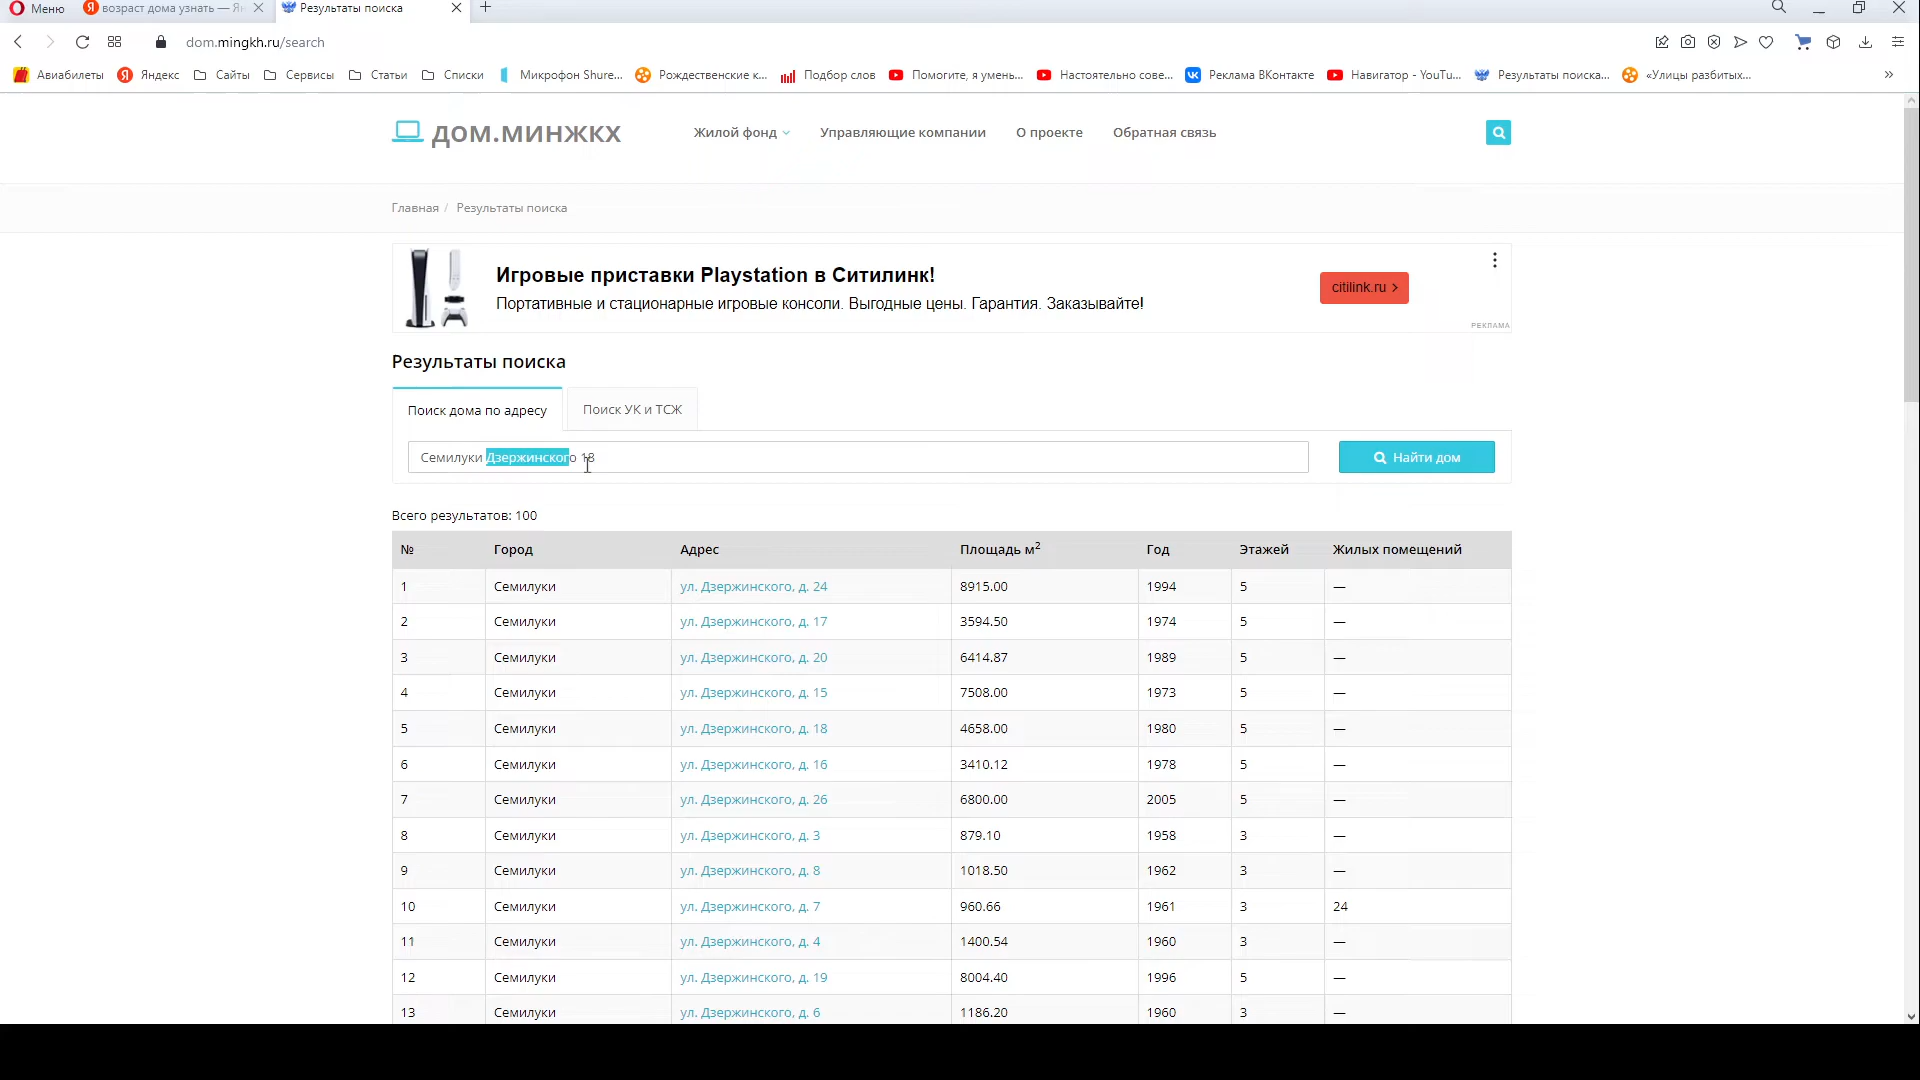 Меню
возраст дома узнать — Ян
Результаты поиска
dom.mingkh.ru/search
Авиабилеты
Яндекс
Сайты
Сервисы
Статьи
Списки
Микрофон Shure...
Рождественские к...
Подбор слов
Помогите, я умень...
Настоятельно сове...
Реклама ВКонтакте
Навигатор - YouTu...
Результаты поиска...
«Улицы разбитых...
ДОМ.МИНЖКХ
Жилой фонд
Управляющие компании
О проекте
Обратная связь
Главная / Результаты поиска
Игровые приставки Playstation в Ситилинк!
Портативные и стационарные игровые консоли. Выгодные цены. Гарантия. Заказывайте!
citilink.ru >
РЕКЛАМА
Результаты поиска
Поиск дома по адресу
Поиск УК и ТСЖ
Семилуки Дзержинского 18
Найти дом
Всего результатов: 100
№ Город Адрес Площадь м² Год Этажей Жилых помещений
1 Семилуки ул. Дзержинского, д. 24 8915.00 1994 5 —
2 Семилуки ул. Дзержинского, д. 17 3594.50 1974 5 —
3 Семилуки ул. Дзержинского, д. 20 6414.87 1989 5 —
4 Семилуки ул. Дзержинского, д. 15 7508.00 1973 5 —
5 Семилуки ул. Дзержинского, д. 18 4658.00 1980 5 —
6 Семилуки ул. Дзержинского, д. 16 3410.12 1978 5 —
7 Семилуки ул. Дзержинского, д. 26 6800.00 2005 5 —
8 Семилуки ул. Дзержинского, д. 3 879.10 1958 3 —
9 Семилуки ул. Дзержинского, д. 8 1018.50 1962 3 —
10 Семилуки ул. Дзержинского, д. 7 960.66 1961 3 24
11 Семилуки ул. Дзержинского, д. 4 1400.54 1960 3 —
12 Семилуки ул. Дзержинского, д. 19 8004.40 1996 5 —
13 Семилуки ул. Дзержинского, д. 6 1186.20 1960 3 —